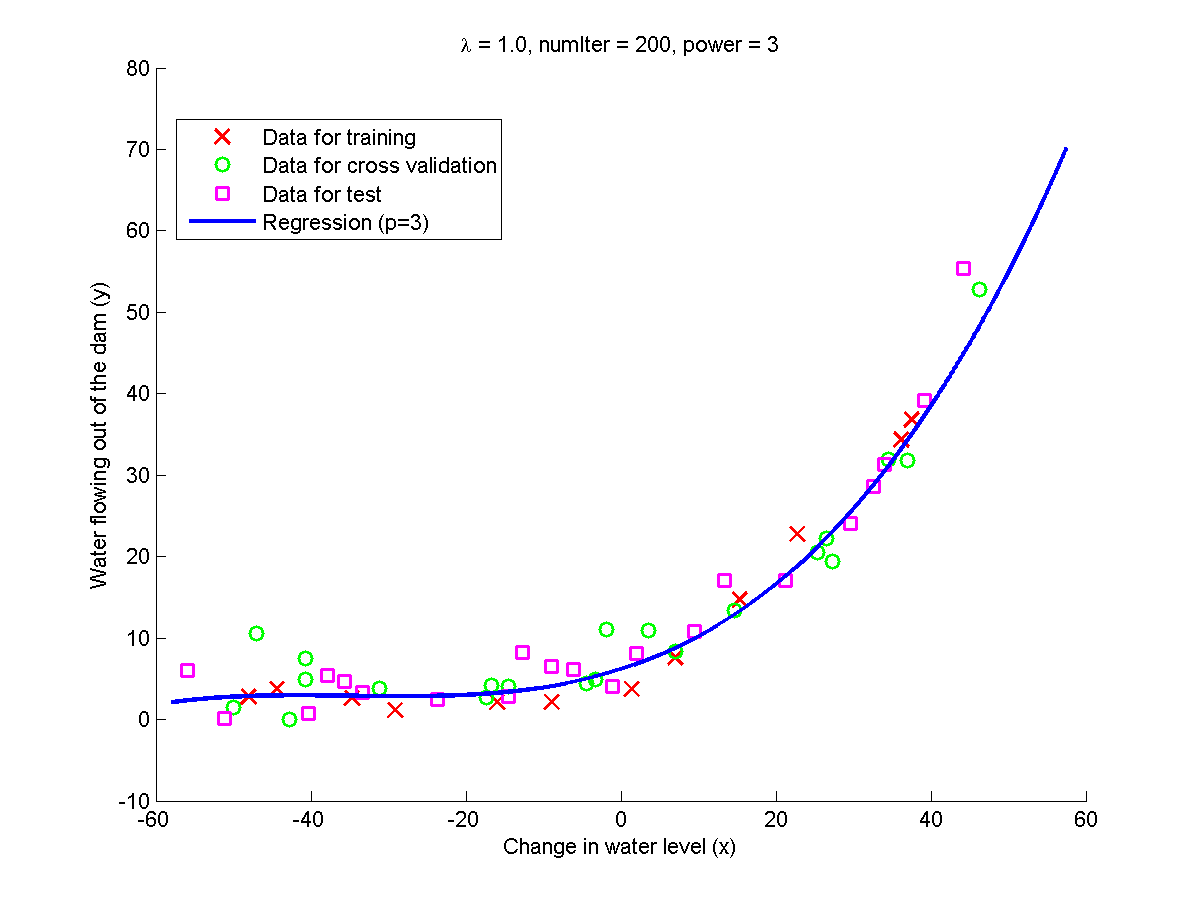 λ = 1.0, numIter = 200, power = 3
80
70
60
50
40
30
20
10
0
-10
-60
-40
-20
0
20
40
60
Data for training
Data for cross validation
Data for test
Regression (p=3)
Water flowing out of the dam (y)
Change in water level (x)